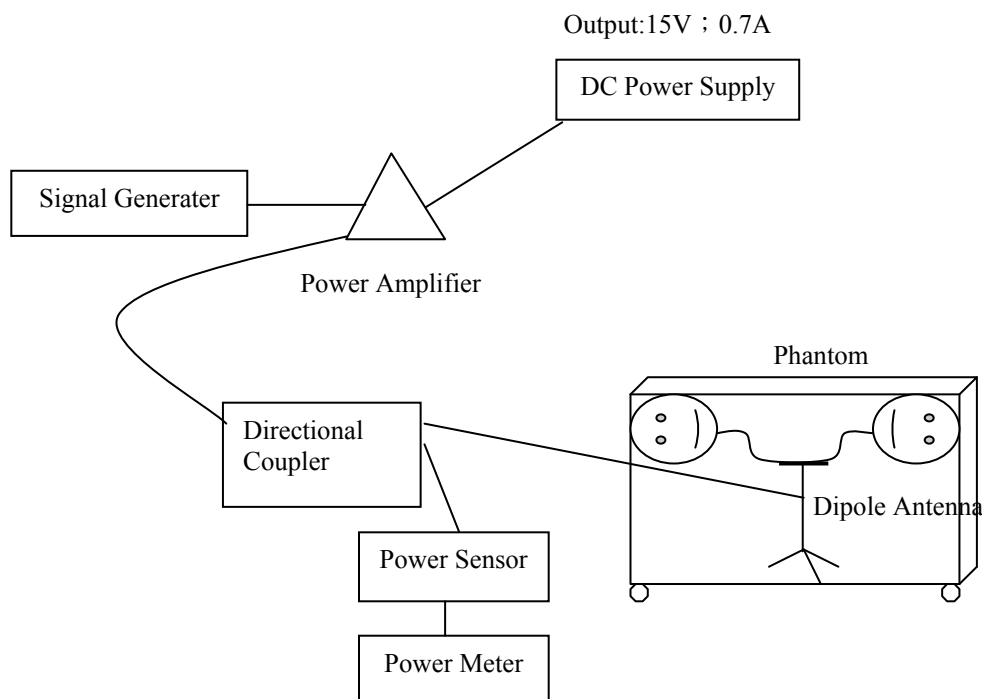 Output:15V；0.7A
DC Power Supply
Signal Generater
Power Amplifier
Phantom
Directional
Coupler
Dipole Antenna
Power Sensor
Power Meter